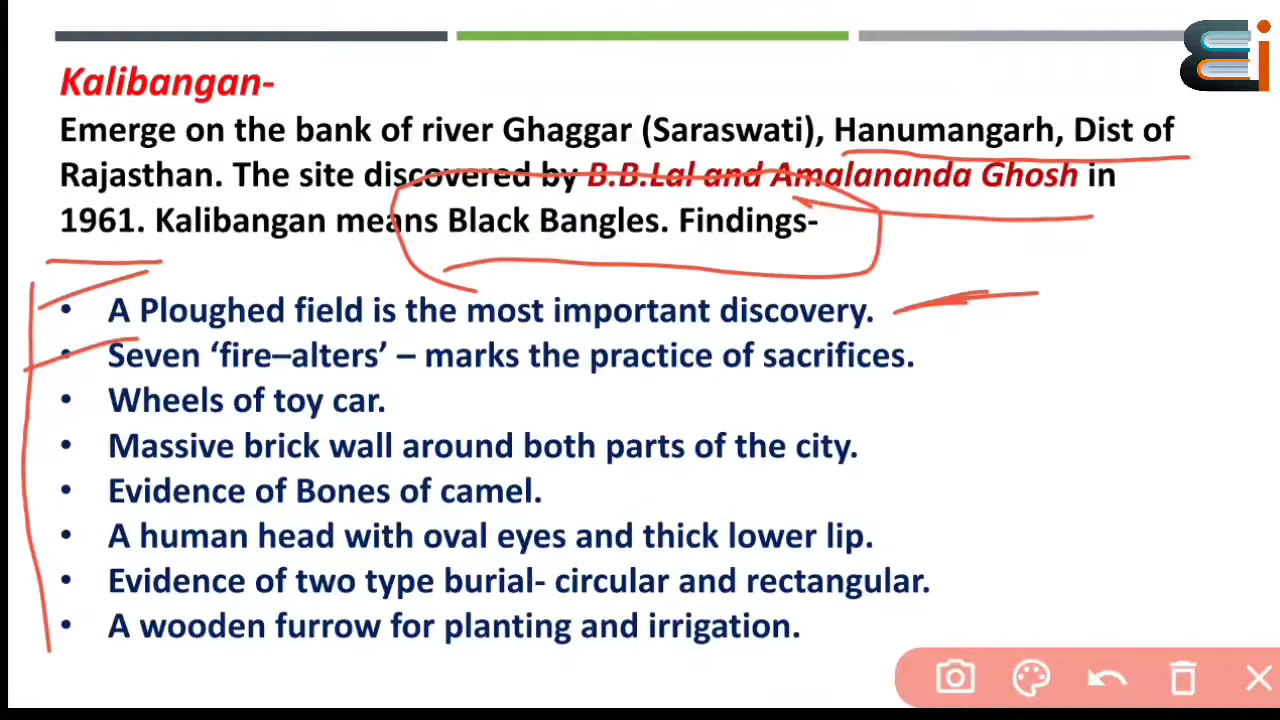 Kalibangan-
Emerge on the bank of river Ghaggar (Saraswati), Hanumangarh, Dist of
Rajasthan. The site discovered by B.B.Lal and Amalananda Ghosh in
1961. Kalibangan means Black Bangles. Findings-
• A Ploughed field is the most important discovery.
• Seven ‘fire–alters’ – marks the practice of sacrifices.
• Wheels of toy car.
• Massive brick wall around both parts of the city.
• Evidence of Bones of camel.
• A human head with oval eyes and thick lower lip.
• Evidence of two type burial- circular and rectangular.
• A wooden furrow for planting and irrigation.